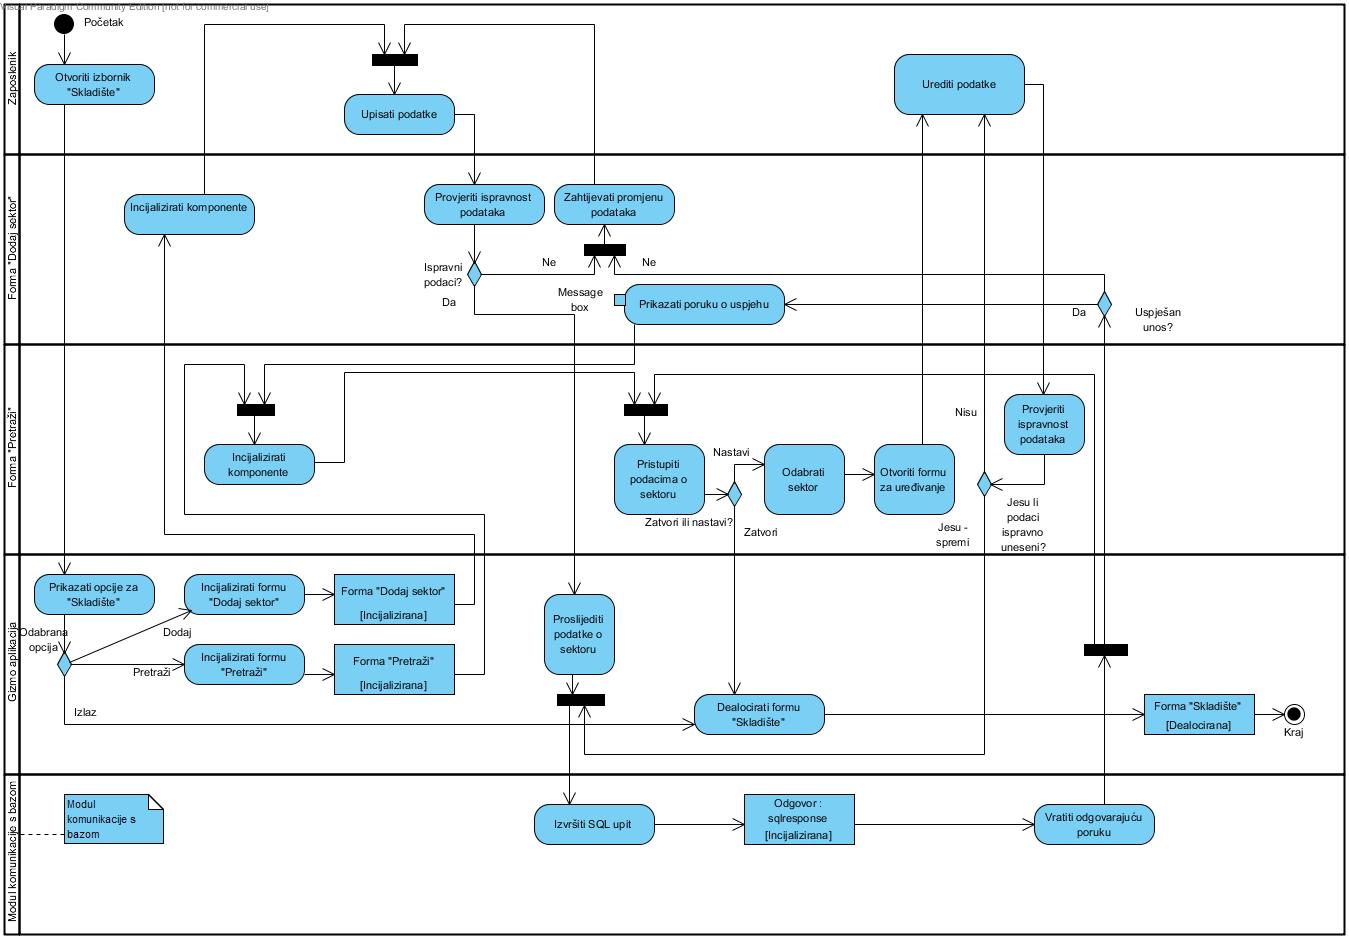 Visual Paradigm Community Edition [not for commercial use]
Početak
Zaposlenik
Otvoriti izbornik
"Skladište"
Upisati podatke
Urediti podatke
Forma "Dodaj sektor"
Incijalizirati komponente
Provjeriti ispravnost
podataka
Zahtijevati promjenu
podataka
Ispravni
podaci?
Ne
Ne
Da
Message
box
Prikazati poruku o uspjehu
Da
Uspješan
unos?
Forma "Pretraži"
Incijalizirati
komponente
Pristupiti
podacima o
sektoru
Nastavi
Zatvori ili nastavi?
Zatvori
Odabrati
sektor
Otvoriti formu
za uređivanje
Nisu
Provjeriti
ispravnost
podataka
Jesu -
spremi
Jesu li
podaci
ispravno
uneseni?
Gizmo aplikacija
Prikazati opcije za
"Skladište"
Odabrana
opcija
Dodaj
Pretraži
Izlaz
Incijalizirati formu
"Dodaj sektor"
Forma "Dodaj sektor"
[Incijalizirana]
Incijalizirati formu
"Pretraži"
Forma "Pretraži"
[Incijalizirana]
Proslijediti
podatke o
sektoru
Dealocirati formu
"Skladište"
Forma "Skladište"
[Dealocirana]
Kraj
Modul komunikacije s bazom
Modul
komunikacije s
bazom
Izvršiti SQL upit
Odgovor :
sqlresponse
[Incijalizirana]
Vratiti odgovarajuću
poruku